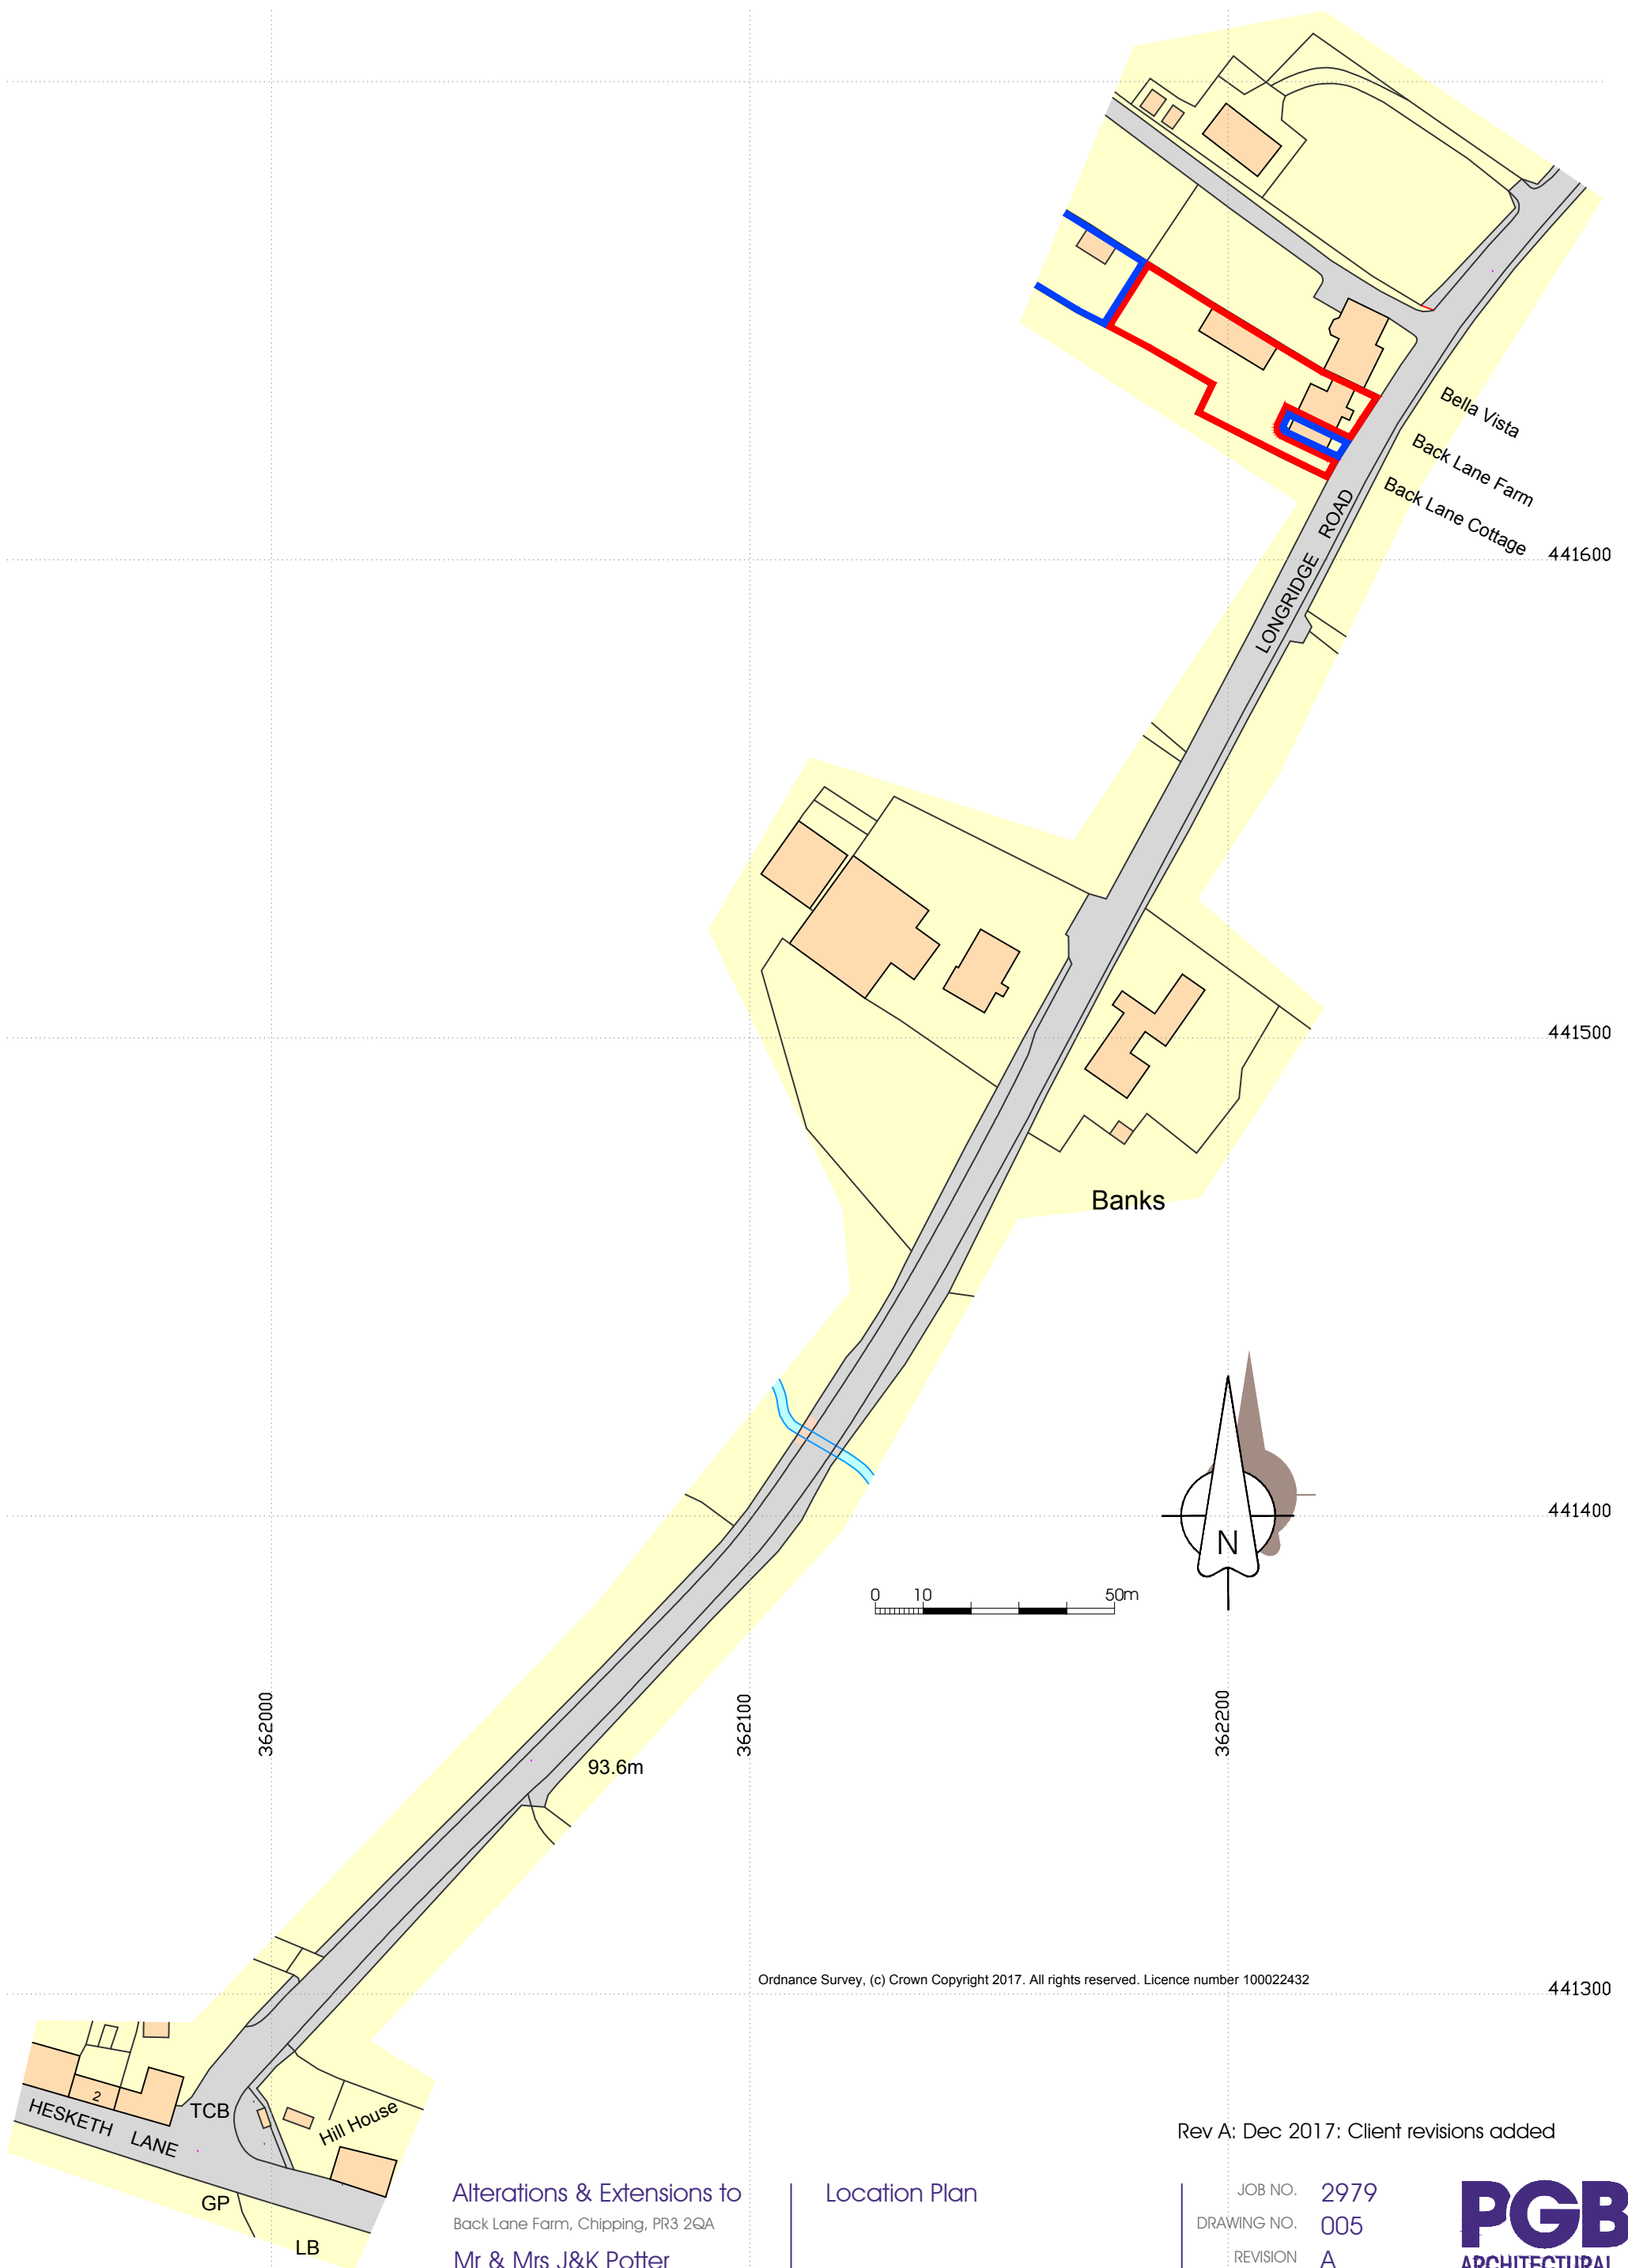 Bella Vista
Back Lane Farm
Back Lane Cottage
LONGRIDGE ROAD
441600
441500
Banks
441400
N
0 10 50m
362000
362100
362200
93.6m
Ordnance Survey, (c) Crown Copyright 2017. All rights reserved. Licence number 100022432
441300
2
HESKETH LANE
TCB
Hill House
GP
LB
Rev A: Dec 2017: Client revisions added
Alterations & Extensions to
Back Lane Farm, Chipping, PR3 2QA
Mr & Mrs J&K Potter
Location Plan
JOB NO. 2979
DRAWING NO. 005
REVISION A
PGB
ARCHITECTURAL